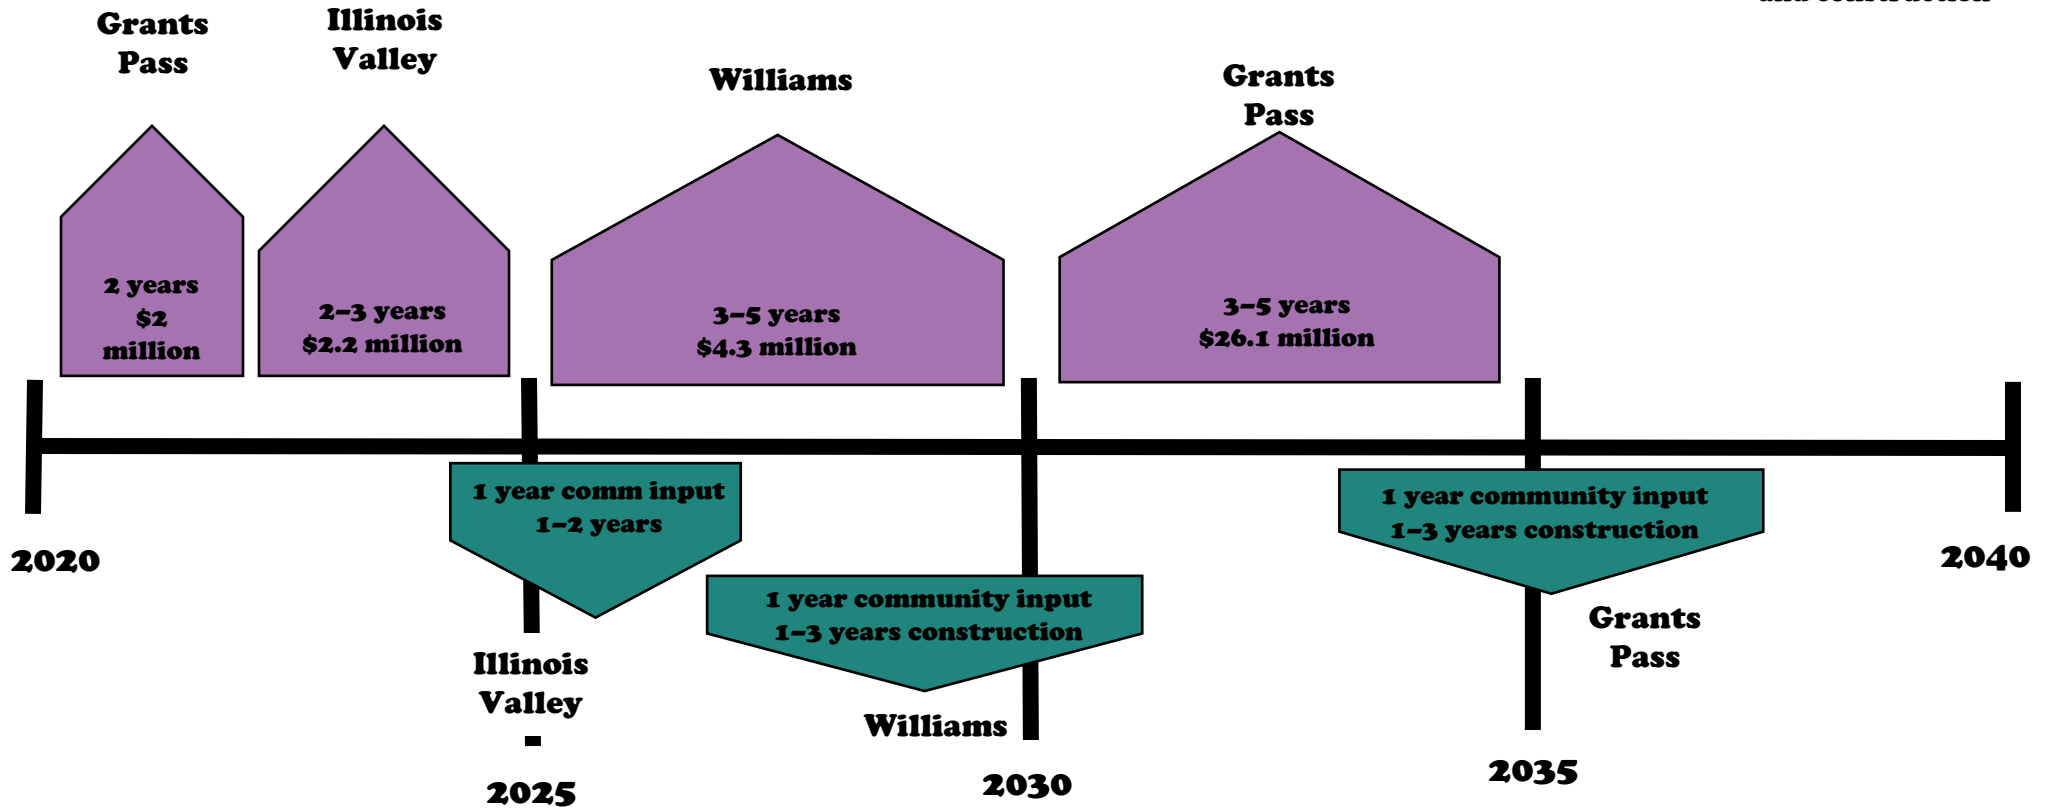 and construction
Grants
Pass
Illinois
Valley
Williams
Grants
Pass
2 years
$2
million
2–3 years
$2.2 million
3–5 years
$4.3 million
3–5 years
$26.1 million
1 year comm input
1–2 years
1 year community input
1–3 years construction
1 year community input
1–3 years construction
2020
2040
Illinois
Valley
Williams
Grants
Pass
2025
2030
2035